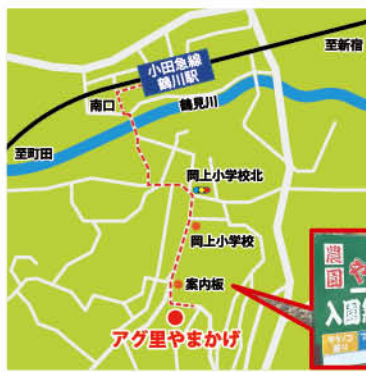 至新宿
小田急線
鶴川駅
南口
鶴見川
至町田
岡上小学校北
岡上小学校
案内板
アグ里やまかげ
農園
入園